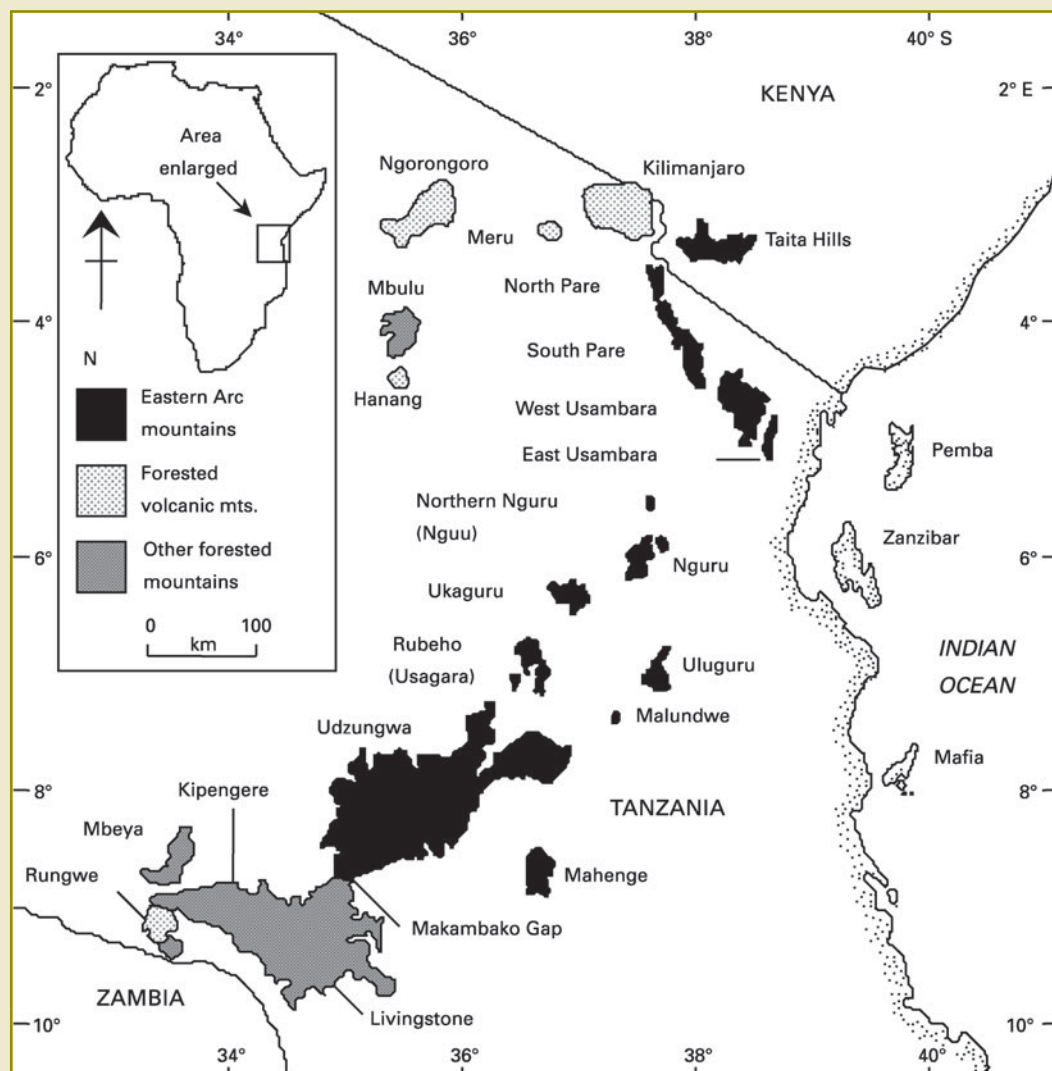 34°
36°
38°
40° S
2°
2° E
KENYA
Area
enlarged
Ngorongoro
Kilimanjaro
Meru
Taita Hills
Mbulu
North Pare
4°
4°
South Pare
N
Hanang
Eastern Arc
mountains
West Usambara
East Usambara
Pemba
Forested
volcanic mts.
Northern Nguru
(Nguu)
Zanzibar
Other forested
mountains
6°
6°
Nguru
Ukaguru
0
100
km
Rubeho
(Usagara)
Uluguru
INDIAN
OCEAN
Malundwe
Udzungwa
Mafia
Kipengere
8°
8°
TANZANIA
Mbeya
Rungwe
Mahenge
Makambako Gap
ZAMBIA
Livingstone
10°
10°
34°
36°
38°
40°